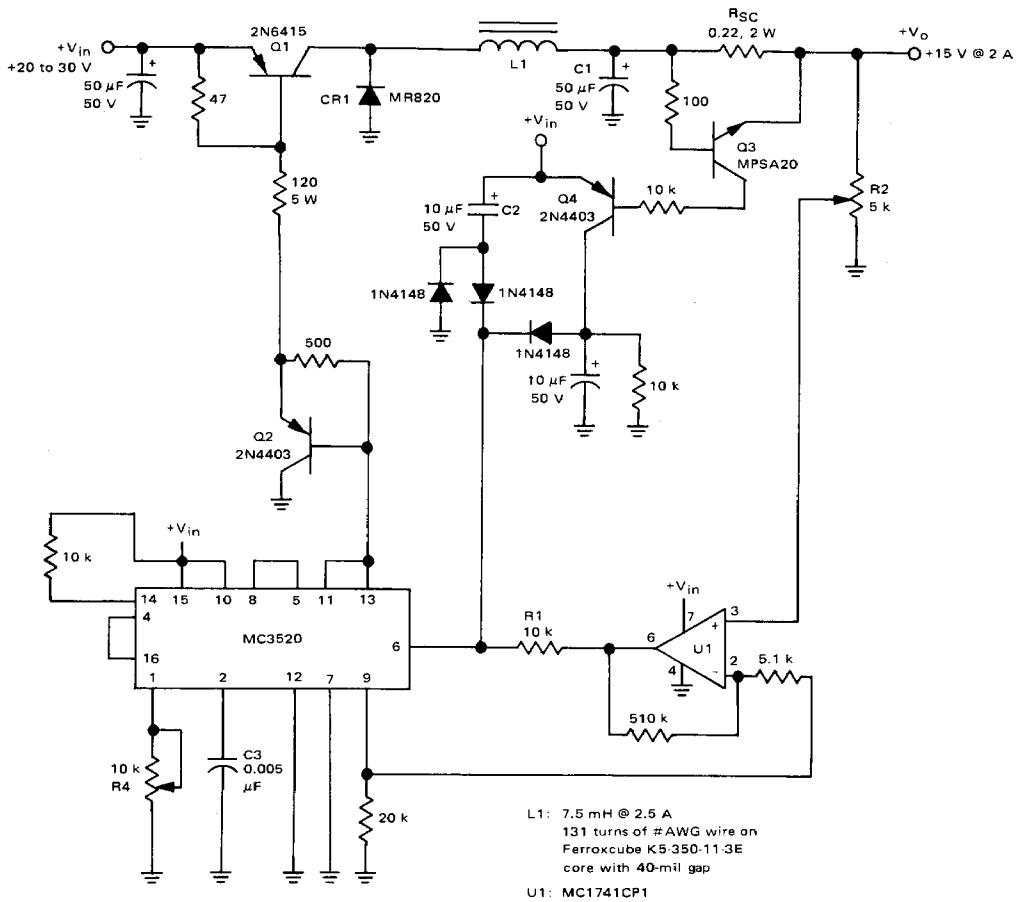 2N6415
Q1
+Vin
+20 to 30 V
+
50 µF
50 V
47
CR1
MR820
L1
C1
+
50 µF
50 V
RSC
0.22, 2 W
+Vo
+15 V @ 2 A
100
Q3
MPSA20
+Vin
120
5 W
+
10 µF
50 V
C2
Q4
2N4403
10 k
R2
5 k
1N4148
1N4148
1N4148
500
+
10 µF
50 V
10 k
Q2
2N4403
+Vin
10 k
14
15
10
8
5
11
13
4
16
MC3520
6
1
2
12
7
9
R1
10 k
+Vin
6
7
3
+
U1
4
2
-
5.1 k
510 k
10 k
R4
C3
0.005
µF
20 k
L1: 7.5 mH @ 2.5 A
131 turns of #AWG wire on
Ferroxcube K5-350-11-3E
core with 40-mil gap
U1: MC1741CP1